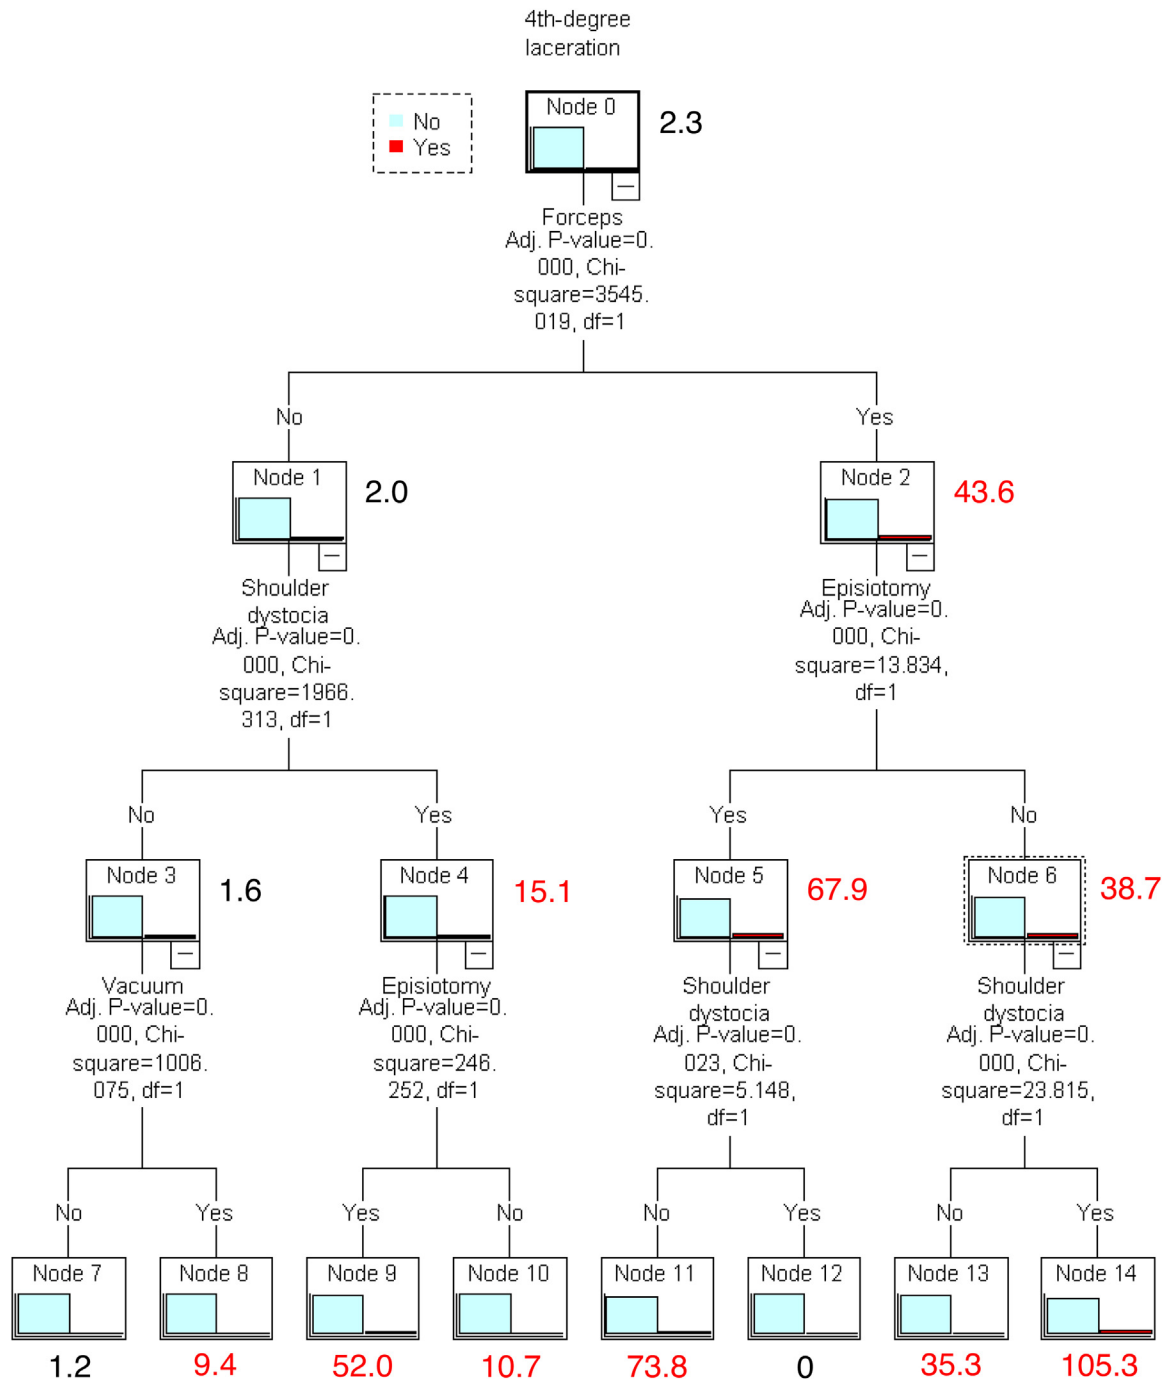 4th-degree
laceration
No
Yes
Node 0
2.3
Forceps
Adj. P-value=0.
000, Chi-
square=3545.
019, df=1
No
Yes
Node 1
2.0
Node 2
43.6
Shoulder
dystocia
Adj. P-value=0.
000, Chi-
square=1966.
313, df=1
Episiotomy
Adj. P-value=0.
000, Chi-
square=13.834,
df=1
No
Yes
Yes
No
Node 3
1.6
Node 4
15.1
Node 5
67.9
Node 6
38.7
Vacuum
Adj. P-value=0.
000, Chi-
square=1006.
075, df=1
Episiotomy
Adj. P-value=0.
000, Chi-
square=246.
252, df=1
Shoulder
dystocia
Adj. P-value=0.
023, Chi-
square=5.148,
df=1
Shoulder
dystocia
Adj. P-value=0.
000, Chi-
square=23.815,
df=1
No
Yes
Yes
No
No
Yes
No
Yes
Node 7
Node 8
Node 9
Node 10
Node 11
Node 12
Node 13
Node 14
1.2
9.4
52.0
10.7
73.8
0
35.3
105.3